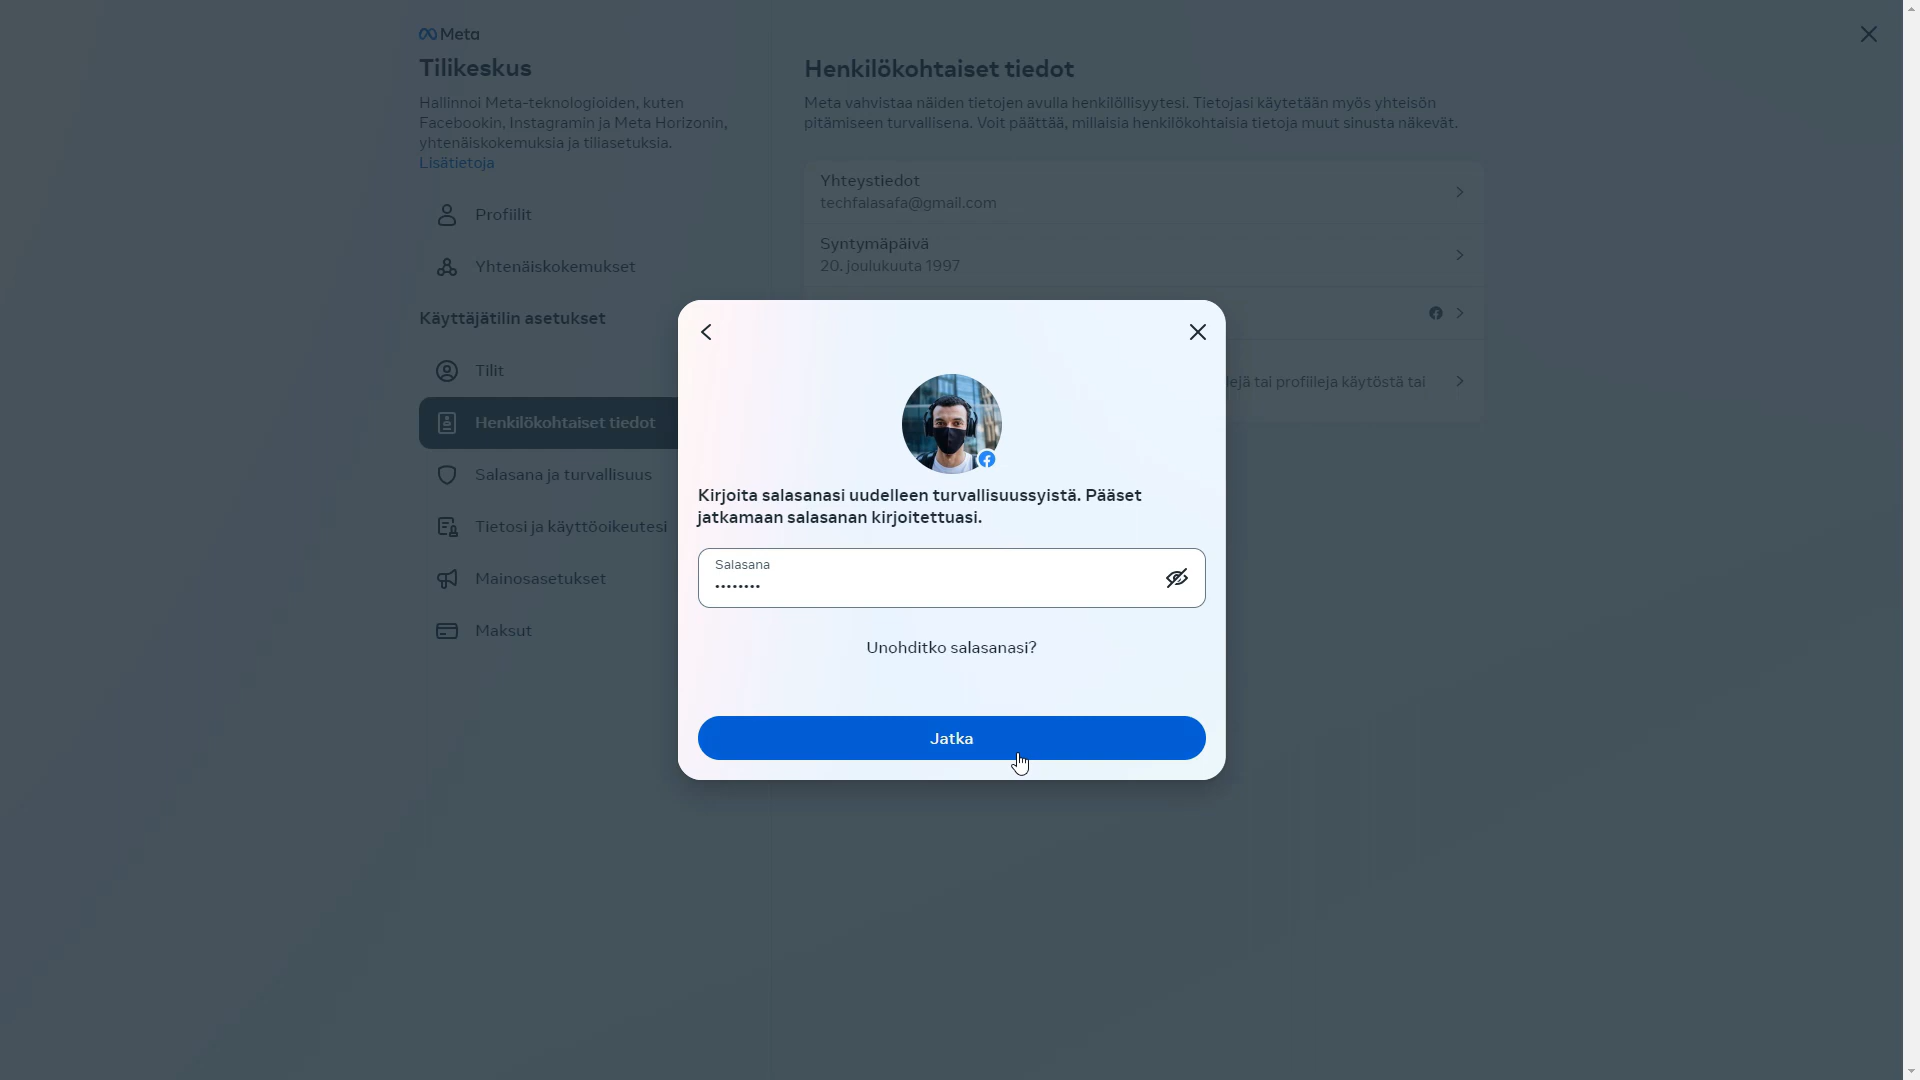 Meta
Tilikeskus
Hallinnoi Meta-teknologioiden, kuten
Facebookin, Instagramin ja Meta Horizonin,
yhtenäiskokemuksia ja tiliasetuksia.
Lisätietoja
Profiilit
Yhtenäiskokemukset
Käyttäjätilin asetukset
Tilit
Henkilökohtaiset tiedot
Salasana ja turvallisuus
Tietosi ja käyttöoikeutesi
Mainosasetukset
Maksut
Henkilökohtaiset tiedot
Meta vahvistaa näiden tietojen avulla henkilöllisyytesi. Tietojasi käytetään myös yhteisön
pitämiseen turvallisena. Voit päättää, millaisia henkilökohtaisia tietoja muut sinusta näkevät.
Yhteystiedot
techfalasafa@gmail.com
Syntymäpäivä
20. joulukuuta 1997
tai profiileja käytöstä tai
Kirjoita salasanasi uudelleen turvallisuussyistä. Pääset
jatkamaan salasanan kirjoitettuasi.
Salasana
••••••••
Unohditko salasanasi?
Jatka